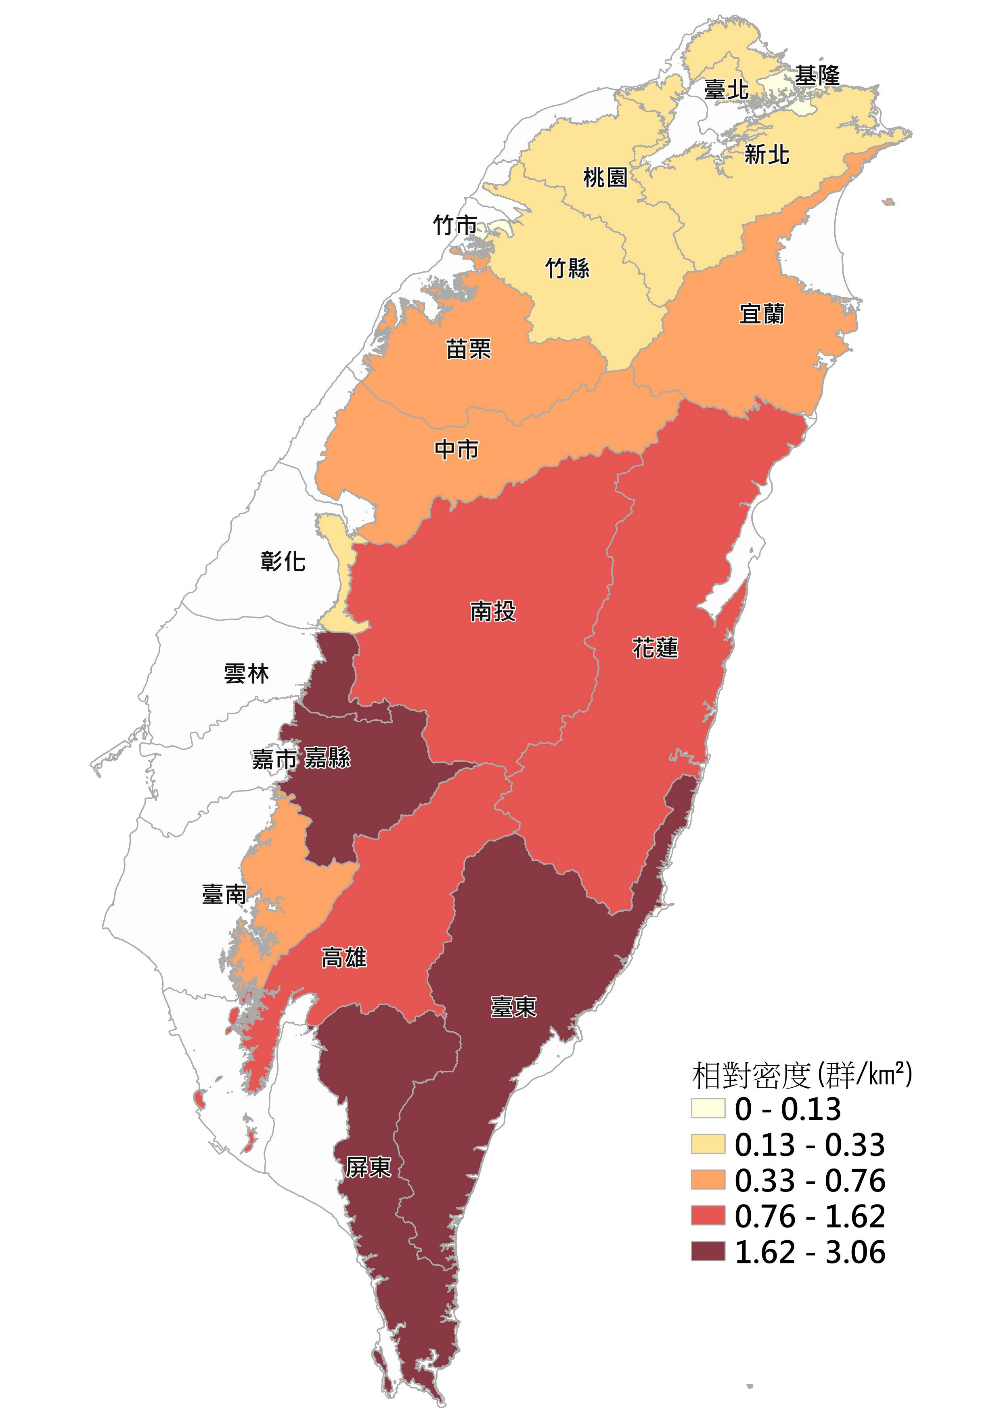 基隆
臺北
新北
桃園
竹市
竹縣
宜蘭
苗栗
中市
彰化
南投
花蓮
雲林
嘉市
嘉縣
臺南
高雄
臺東
屏東
相對密度(群/㎢)
0 - 0.13
0.13 - 0.33
0.33 - 0.76
0.76 - 1.62
1.62 - 3.06